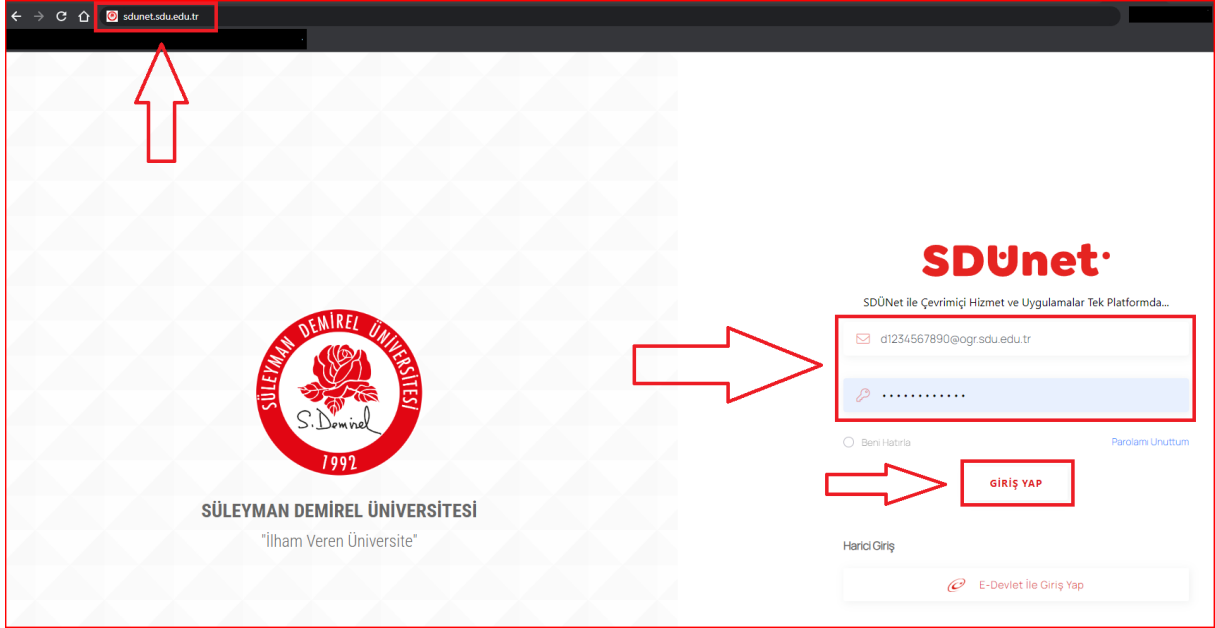 sdunet.sdu.edu.tr
SDÜnet
SDÜNet ile Çevrimiçi Hizmet ve Uygulamalar Tek Platformda...
d1234567890@ogr.sdu.edu.tr
••••••••••••
Beni Hatırla
Parolamı Unuttum
GİRİŞ YAP
Harici Giriş
E-Devlet İle Giriş Yap
SÜLEYMAN DEMİREL ÜNİVERSİTESİ
S. Demirel
1992
SÜLEYMAN DEMİREL ÜNİVERSİTESİ
"İlham Veren Üniversite"